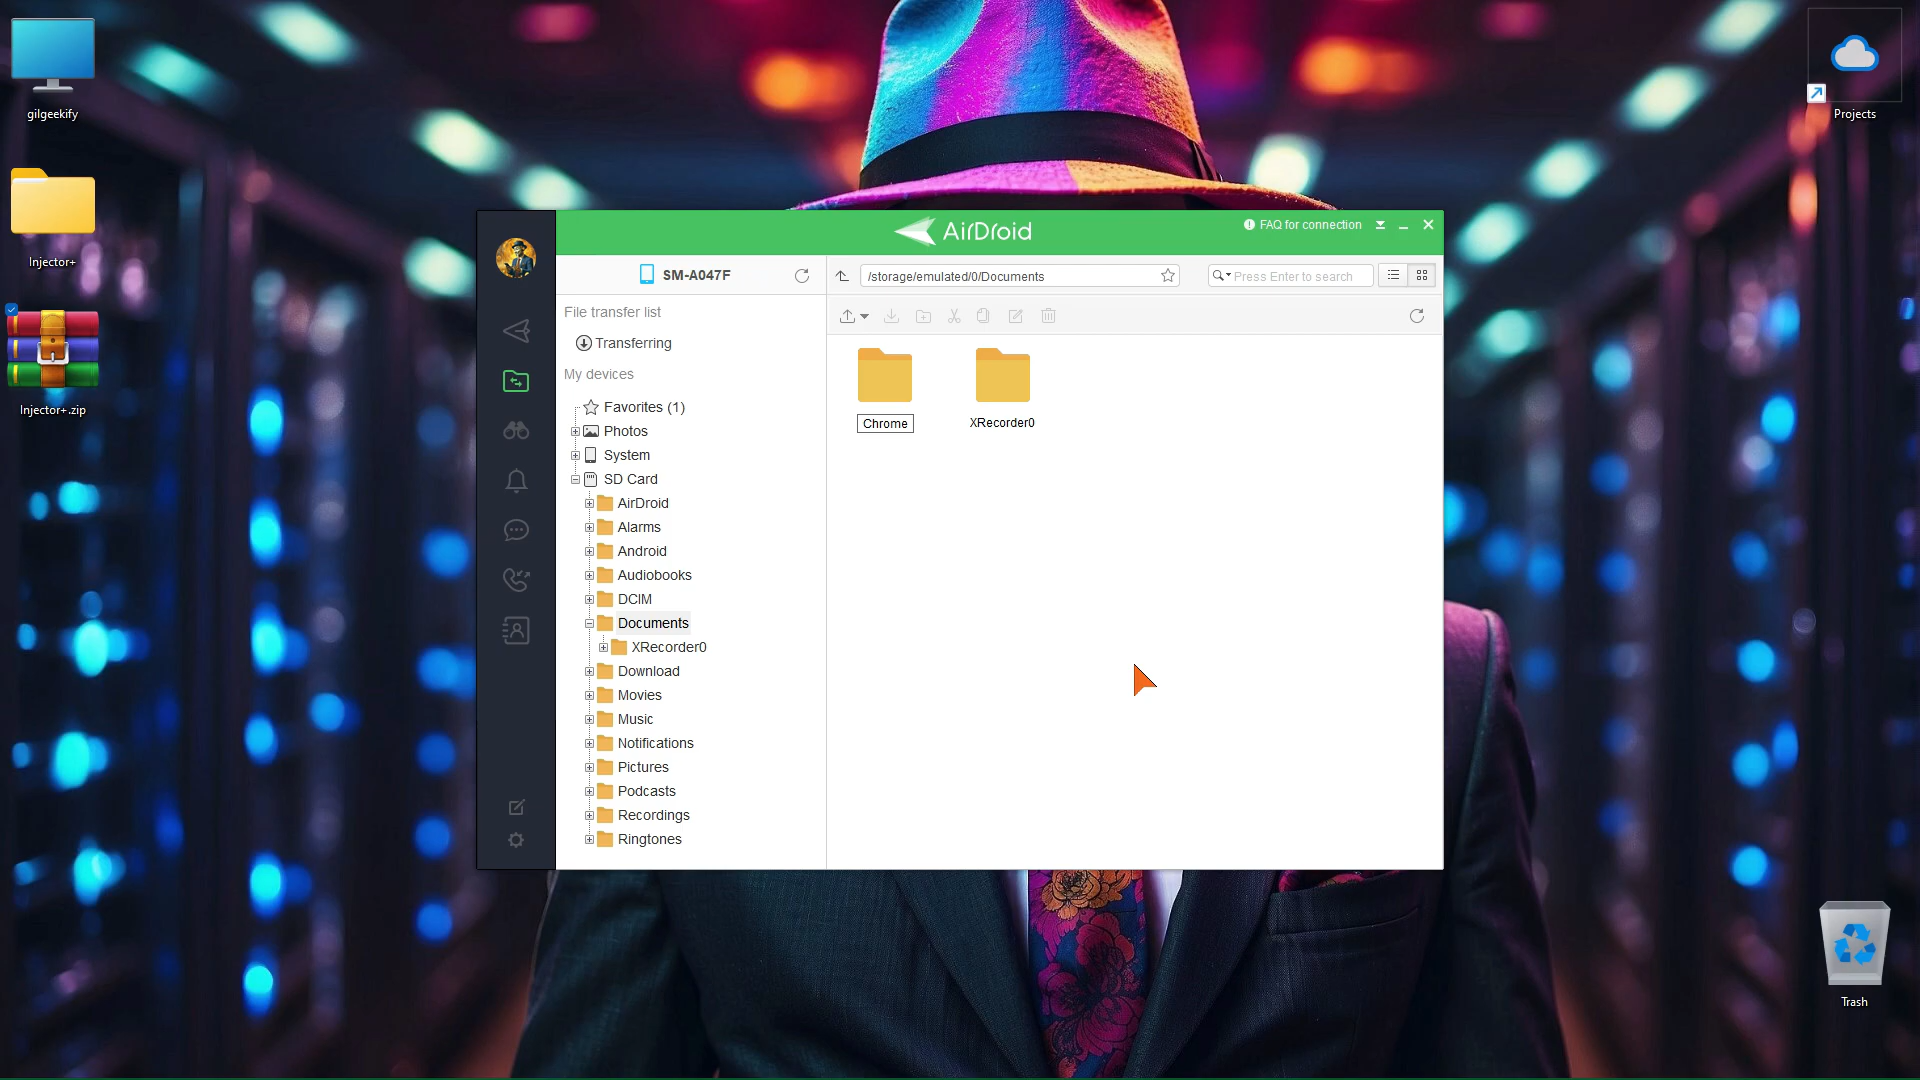 gilgeekify
Injector+
Injector+.zip
Projects
Trash
AirDroid
FAQ for connection
SM-A047F
/storage/emulated/0/Documents
Press Enter to search
File transfer list
Transferring
My devices
Favorites (1)
Photos
System
SD Card
AirDroid
Alarms
Android
Audiobooks
DCIM
Documents
XRecorder0
Download
Movies
Music
Notifications
Pictures
Podcasts
Recordings
Ringtones
Chrome
XRecorder0